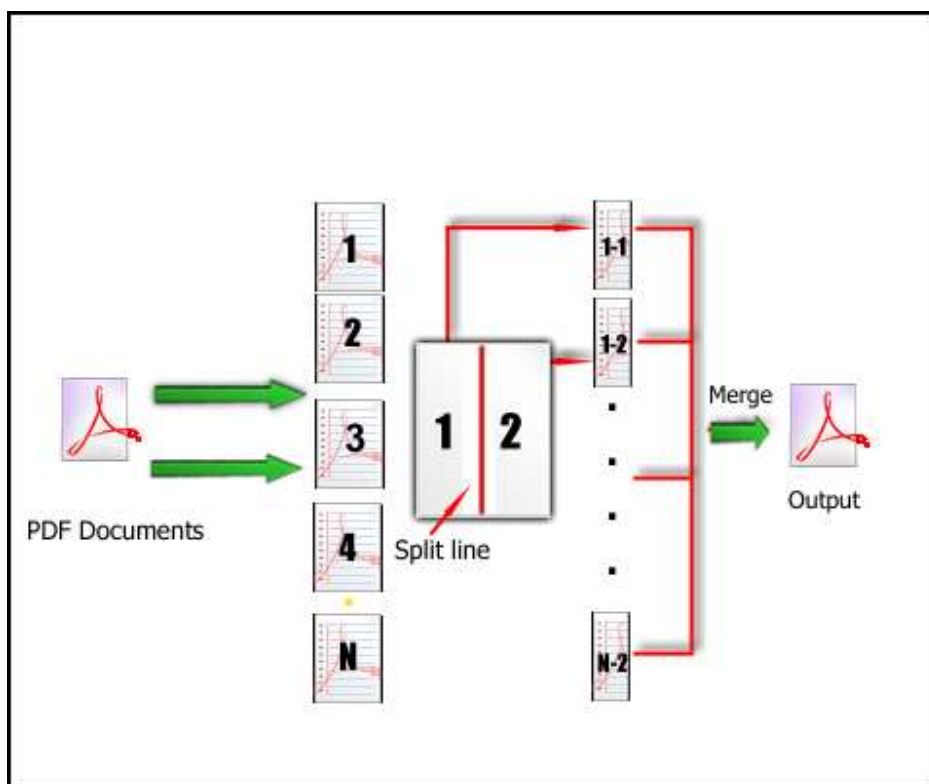 PDF Documents
1
2
3
4
N
1 2
Split line
1-1
1-2
N-2
Merge
Output